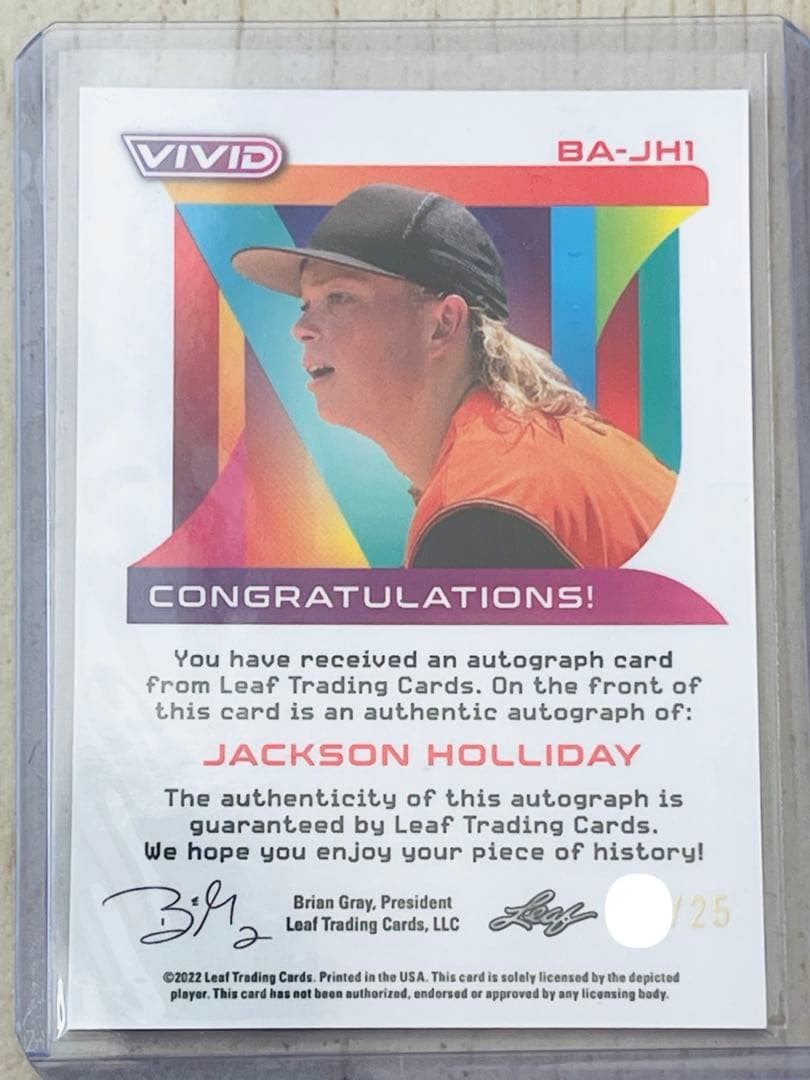 VIVID
BA-JH1
CONGRATULATIONS!
You have received an autograph card
from Leaf Trading Cards. On the front of
this card is an authentic autograph of:
JACKSON HOLLIDAY
The authenticity of this autograph is
guaranteed by Leaf Trading Cards.
We hope you enjoy your piece of history!
Brian Gray, President
Leaf Trading Cards, LLC
Leaf
/25
©2022 Leaf Trading Cards. Printed in the USA. This card is solely licensed by the depicted
player. This card has not been authorized, endorsed or approved by any licensing body.